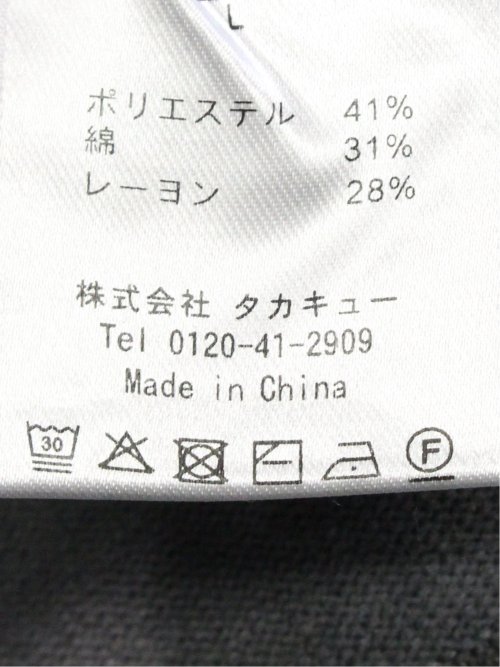 L
ポリエステル 41%
綿 31%
レーヨン 28%
株式会社 タカキュー
Tel 0120-41-2909
Made in China
30
F